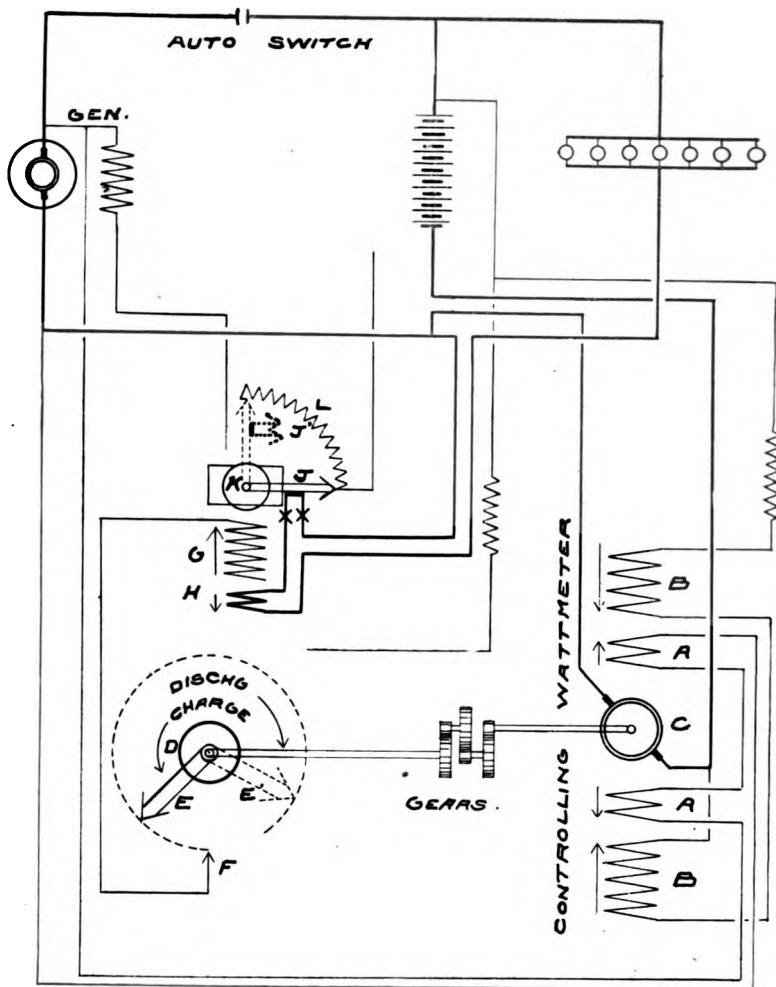 AUTO SWITCH
GEN.
L
J'
K
J
G
H
B
A
DISCHG
CHARGE
D
C
E
E'
GEARS.
A
F
B
CONTROLLING WATTMETER